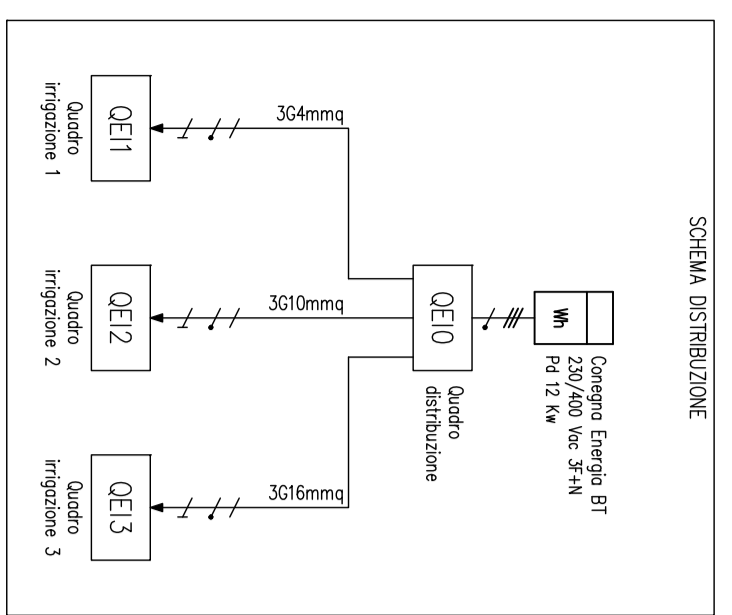 SCHEMA DISTRIBUZIONE
Wh
Conegna Energia BT
230/400 Vac 3F+N
Pd 12 Kw
QEI0
Quadro
distribuzione
3G4mmq
3G10mmq
3G16mmq
QEI1
Quadro
irrigazione 1
QEI2
Quadro
irrigazione 2
QEI3
Quadro
irrigazione 3